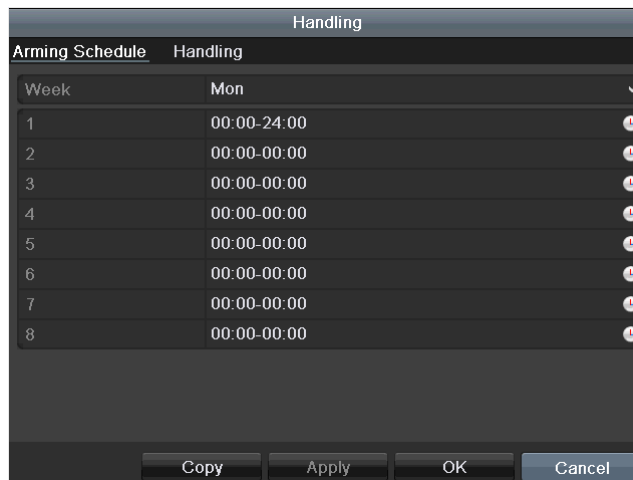 Handling
Arming Schedule Handling
Week Mon
1 00:00-24:00
2 00:00-00:00
3 00:00-00:00
4 00:00-00:00
5 00:00-00:00
6 00:00-00:00
7 00:00-00:00
8 00:00-00:00
Copy Apply OK Cancel